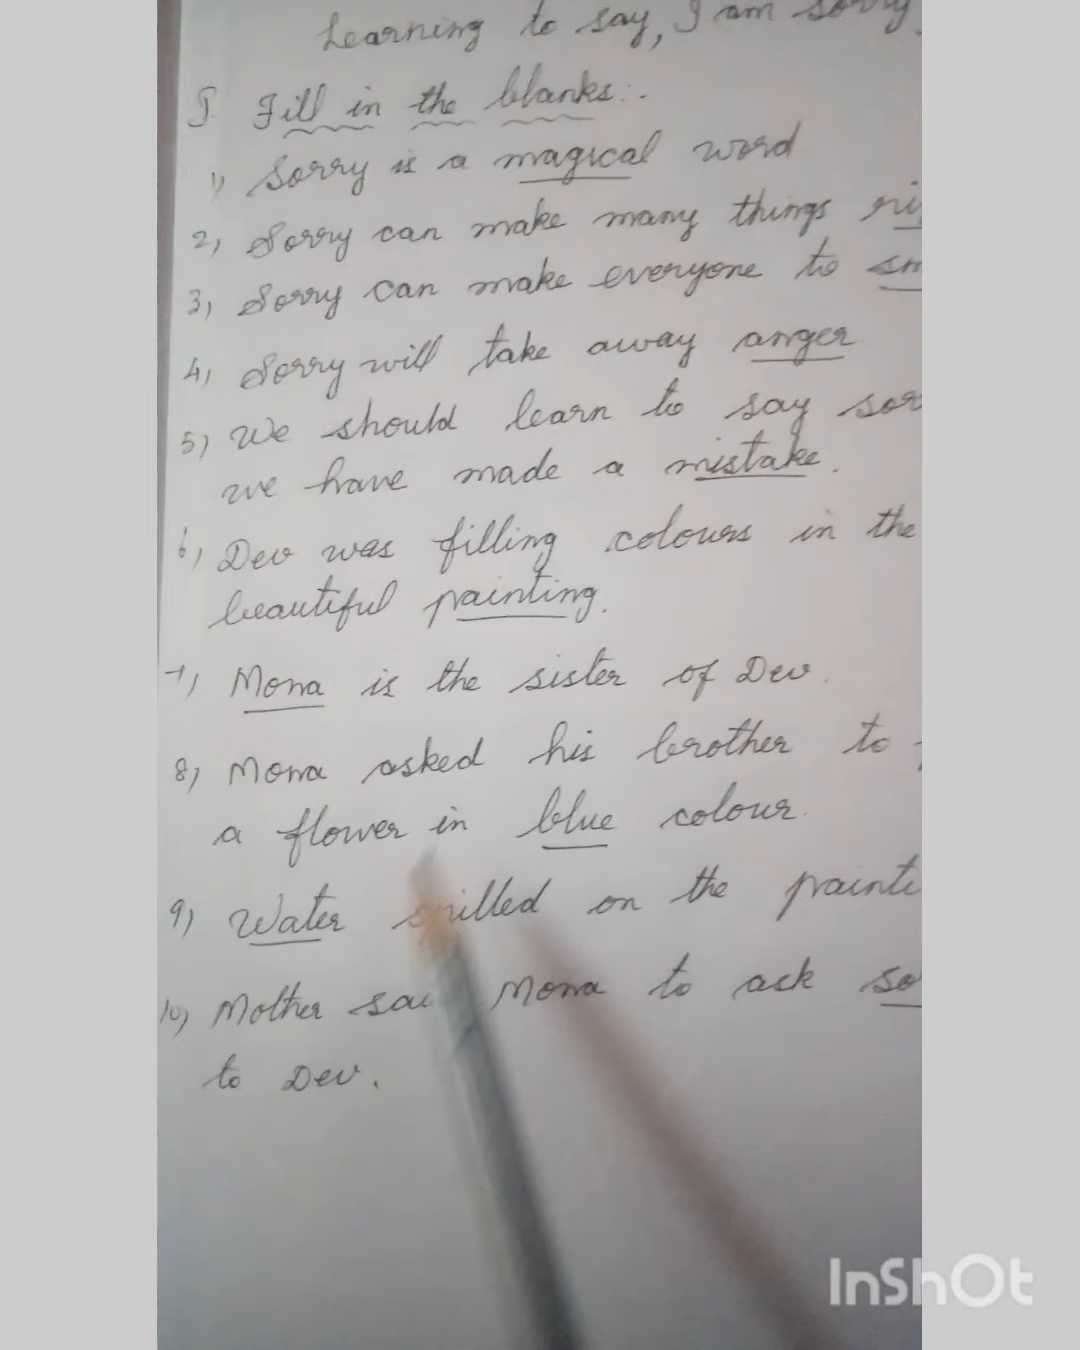 Learning to say, I am sorry
I. Fill in the blanks:-
1) Sorry is a magical word
2) Sorry can make many things
3) Sorry can make everyone to
4) Sorry will take away anger
5) We should learn to say
we have made a mistake.
6) Dev was filling colours in the
beautiful painting.
7) Mona is the sister of Dev.
8) Mona asked his brother to
a flower in blue colour.
9) Water spilled on the
10) Mother Mona to ask
to Dev.
InShOt